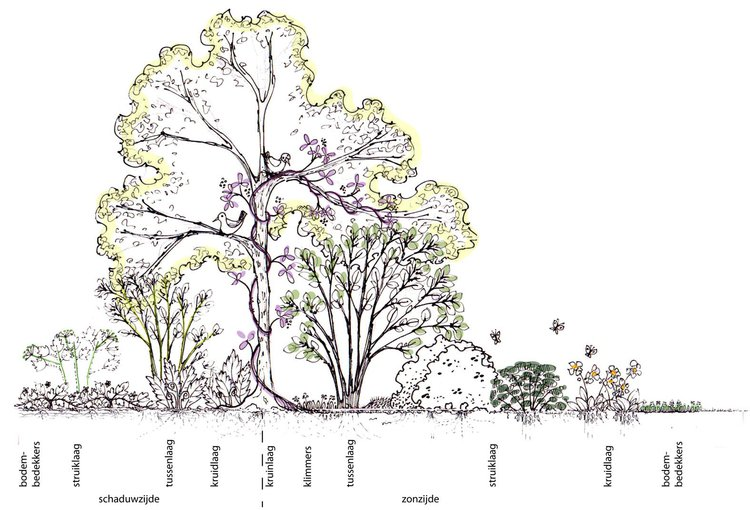 bodem-
bedekkers
struiklaag
tussenlaag
kruidlaag
kruinlaag
klimmers
tussenlaag
struiklaag
kruidlaag
bodem-
bedekkers
schaduwzijde
zonzijde